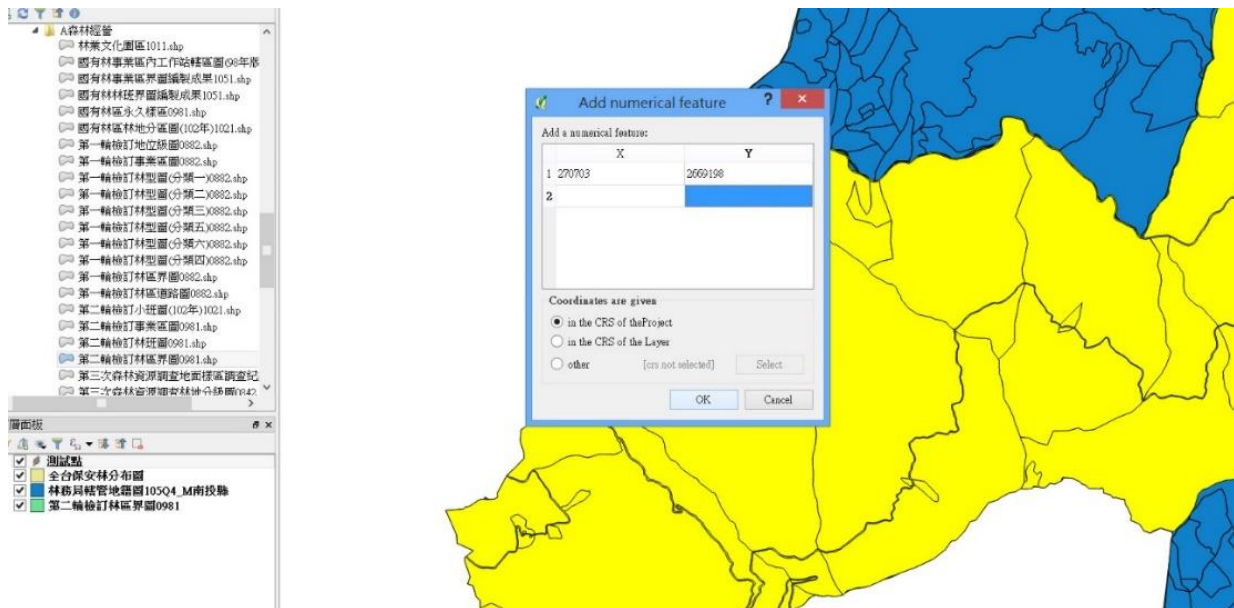 A森林經營
林業文化園區1011.shp
國有林事業區內工作站轄區圖(98年版
國有林事業區界圖編製成果1051.shp
國有林林班界圖編製成果1051.shp
國有林區永久樣區0981.shp
國有林區林地分區圖(102年)1021.shp
第一輪檢訂地位級圖0882.shp
第一輪檢訂事業區圖0882.shp
第一輪檢訂林型圖(分類一)0882.shp
第一輪檢訂林型圖(分類二)0882.shp
第一輪檢訂林型圖(分類三)0882.shp
第一輪檢訂林型圖(分類五)0882.shp
第一輪檢訂林型圖(分類六)0882.shp
第一輪檢訂林型圖(分類四)0882.shp
第一輪檢訂林區界圖0882.shp
第一輪檢訂林區道路圖0882.shp
第二輪檢訂小班圖(102年)1021.shp
第二輪檢訂事業區圖0981.shp
第二輪檢訂林班圖0981.shp
第二輪檢訂林區界圖0981.shp
第三次森林資源調查地面樣區調查紀
第三次森林資源調查林地分級圖0842
層面板
測試點
全台保安林分布圖
林務局轄管地籍圖105Q4_M南投縣
第二輪檢訂林區界圖0981
Add numerical feature ? ×
Add a numerical feature:
X Y
1 270703 2669198
2
Coordinates are given
in the CRS of theProject
in the CRS of the Layer
other [crs not selected] Select
OK Cancel